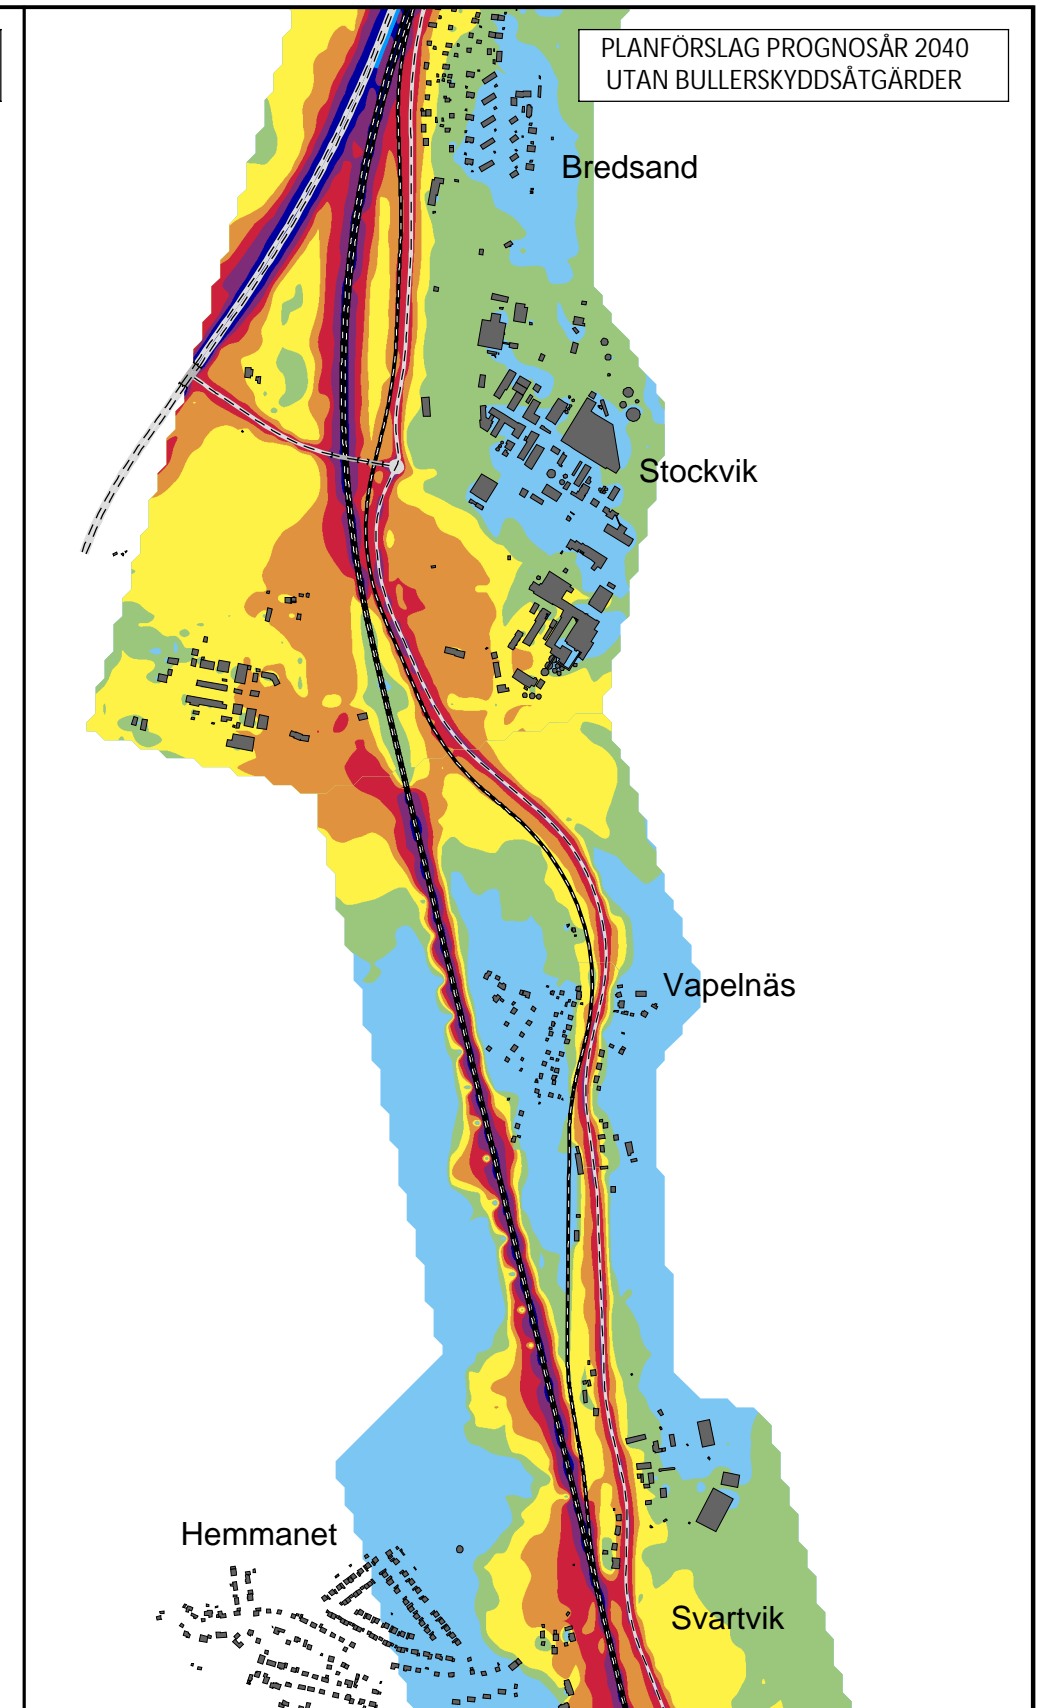 PLANFÖRSLAG PROGNOSÅR 2040
UTAN BULLERSKYDDSÅTGÄRDER
Bredsand
Stockvik
Vapelnäs
Hemmanet
Svartvik